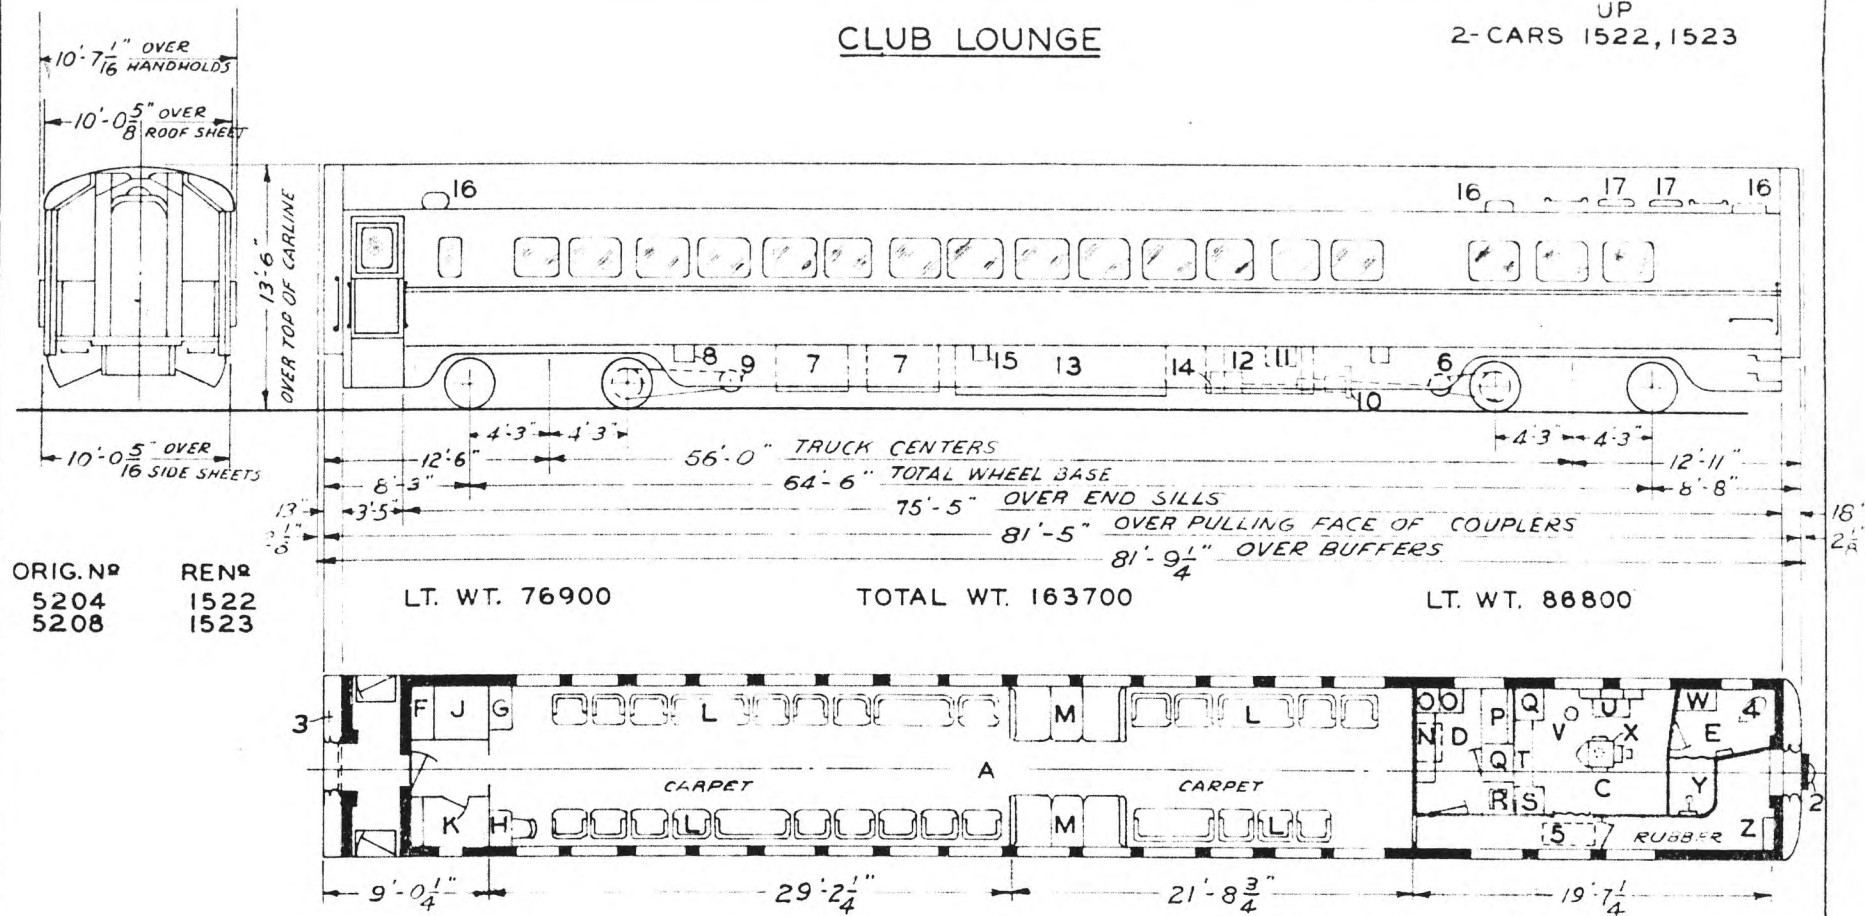 CLUB LOUNGE
UP
2-CARS 1522, 1523
10'-7 1/16" OVER HANDHOLDS
10'-0 5/8" OVER ROOF SHEET
13'-6"
OVER TOP OF CARLINE
16
16 17 17 16
8 9 7 7 15 13 14 12 11 10 6
10'-0 5/16" OVER SIDE SHEETS
4'-3" 4'-3"
4'-3" 4'-3"
12'-6" 56'-0" TRUCK CENTERS 12'-11"
8'-3" 64'-6" TOTAL WHEEL BASE 8'-8"
13" 3'-5" 75'-5" OVER END SILLS 18"
81'-5" OVER PULLING FACE OF COUPLERS
81'-9 1/4" OVER BUFFERS
ORIG. Nº RENº
5204 1522
5208 1523
LT. WT. 76900 TOTAL WT. 163700 LT. WT. 86800
3 F J G L M L O O P Q V U X W 4
N D E
A Q T
CARPET CARPET C Y 2
K H L M L R S
5 RUBBER Z
9'-0 1/4" 29'-2 1/4" 21'-8 3/4" 19'-7 1/4